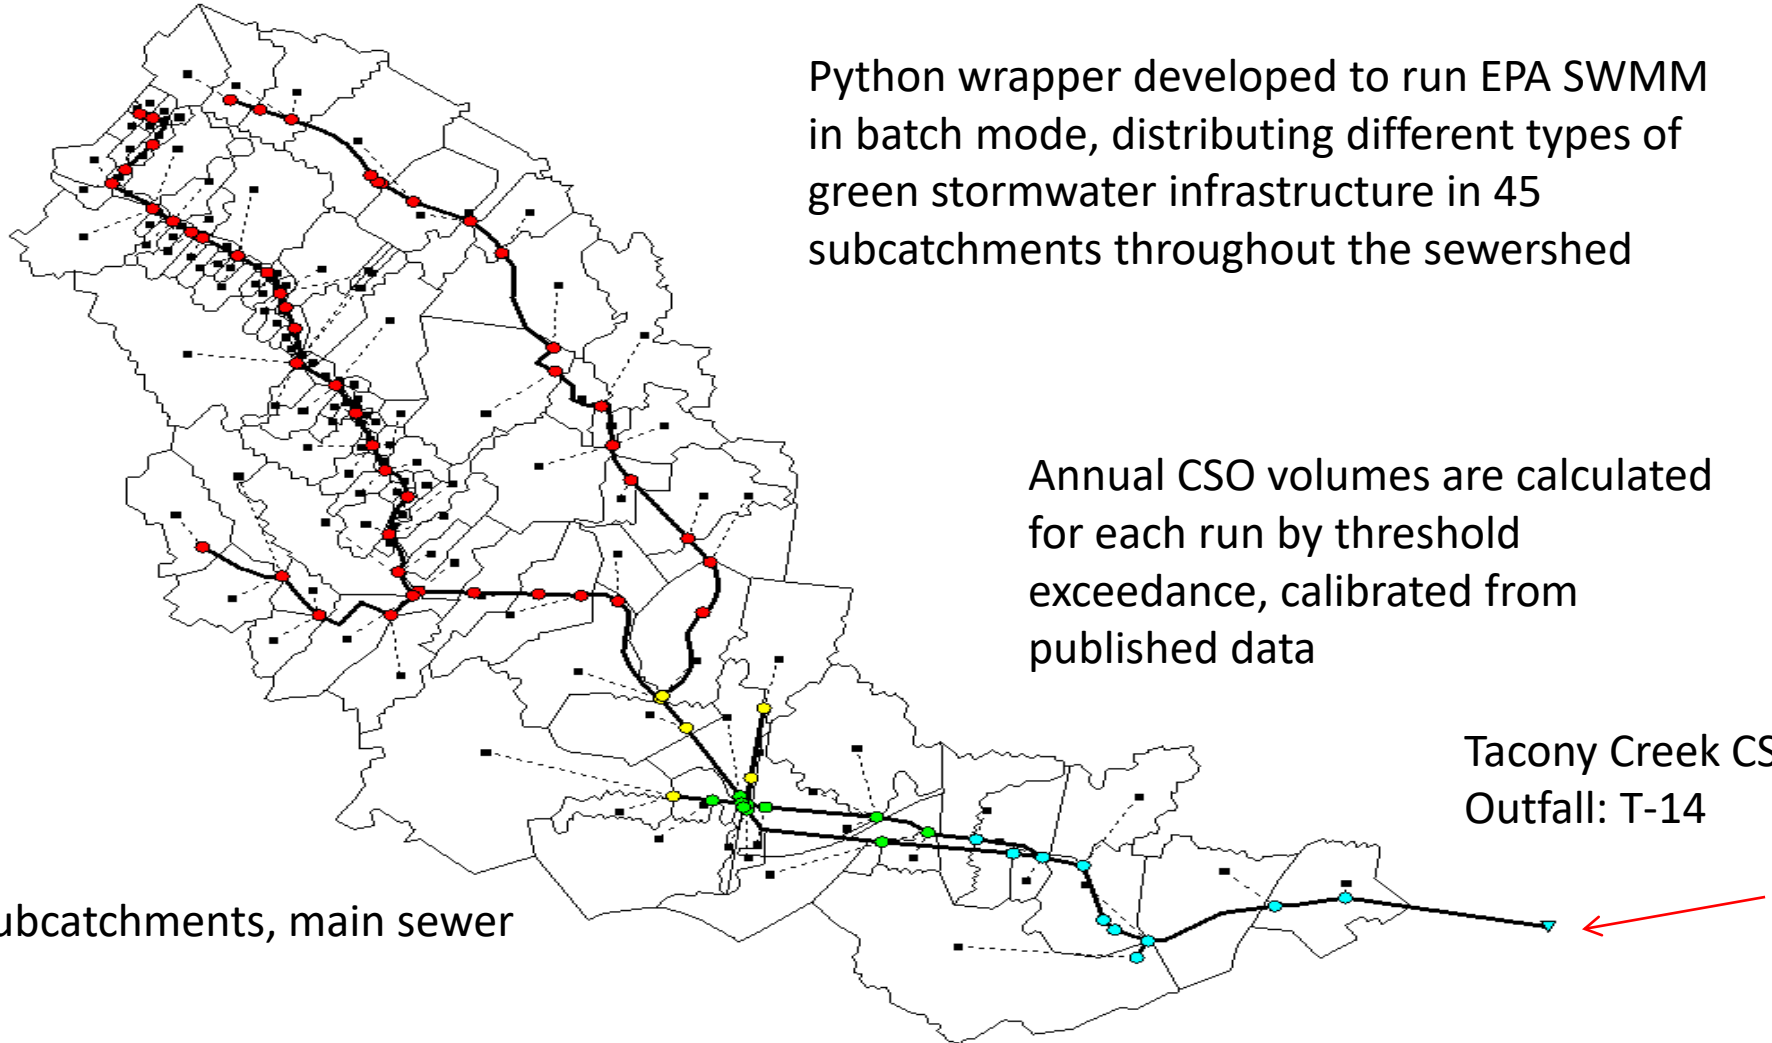 Python wrapper developed to run EPA SWMM
in batch mode, distributing different types of
green stormwater infrastructure in 45
subcatchments throughout the sewershed
Annual CSO volumes are calculated
for each run by threshold
exceedance, calibrated from
published data
Tacony Creek CS
Outfall: T-14
ubcatchments, main sewer